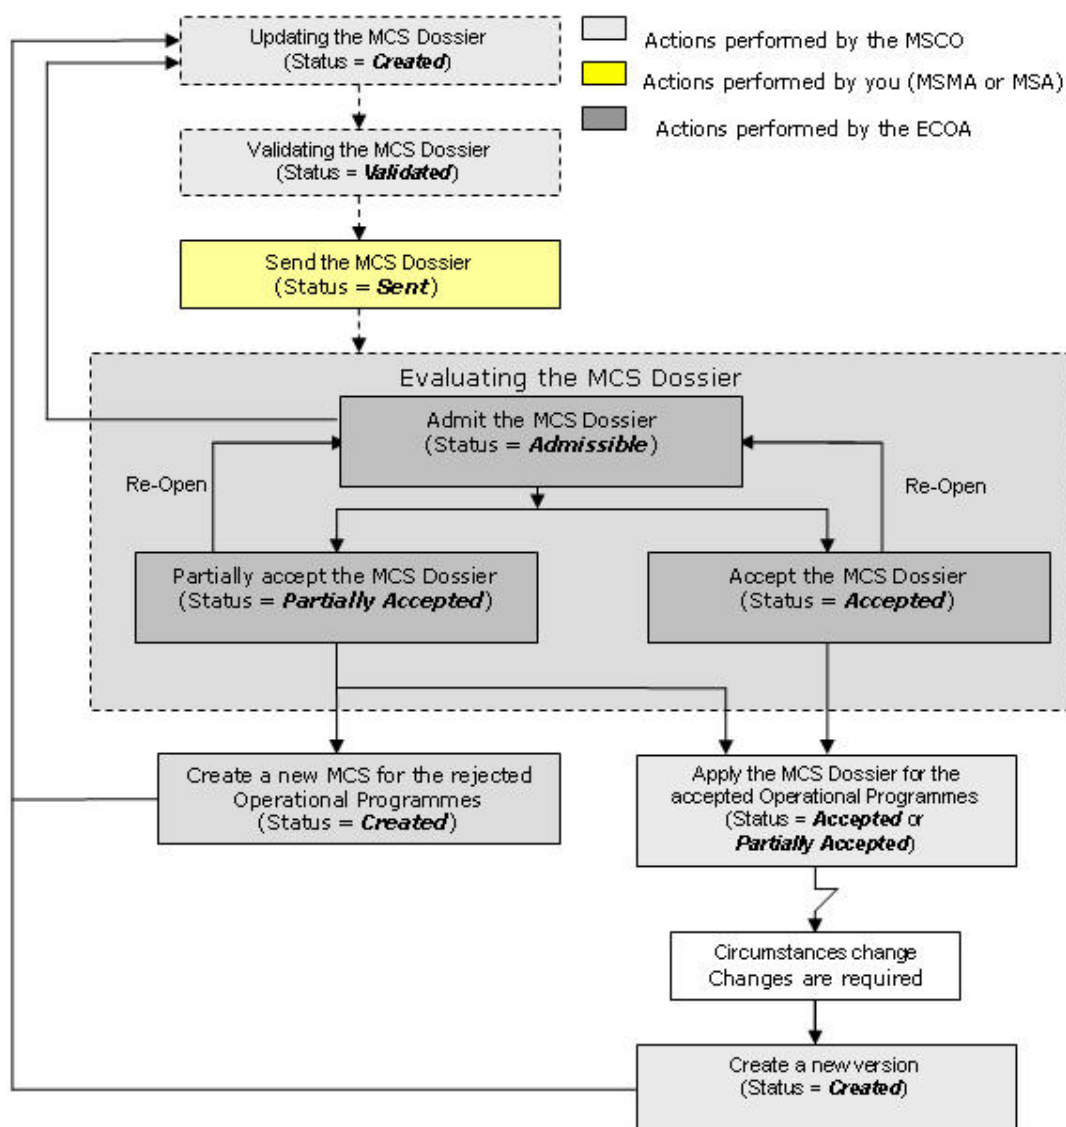 Updating the MCS Dossier
(Status = Created)
Actions performed by the MSCO
Actions performed by you (MSMA or MSA)
Actions performed by the ECOA
Validating the MCS Dossier
(Status = Validated)
Send the MCS Dossier
(Status = Sent)
Evaluating the MCS Dossier
Admit the MCS Dossier
(Status = Admissible)
Re-Open
Re-Open
Partially accept the MCS Dossier
(Status = Partially Accepted)
Accept the MCS Dossier
(Status = Accepted)
Create a new MCS for the rejected
Operational Programmes
(Status = Created)
Apply the MCS Dossier for the
accepted Operational Programmes
(Status = Accepted or
Partially Accepted)
Circumstances change
Changes are required
Create a new version
(Status = Created)